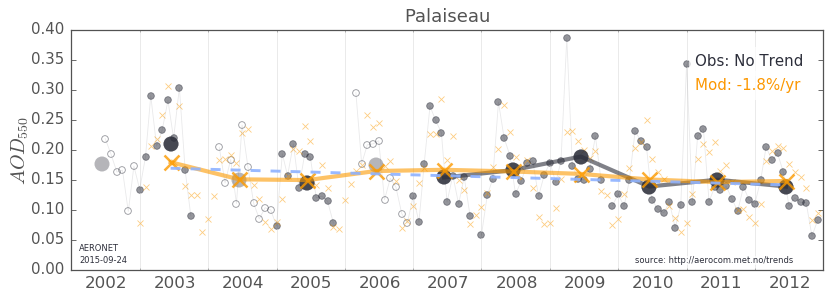 Palaiseau
0.40
0.35
0.30
0.25
0.20
0.15
0.10
0.05
0.00
AOD550
Obs: No Trend
Mod: -1.8%/yr
AERONET
2015-09-24
source: http://aerocom.met.no/trends
2002 2003 2004 2005 2006 2007 2008 2009 2010 2011 2012